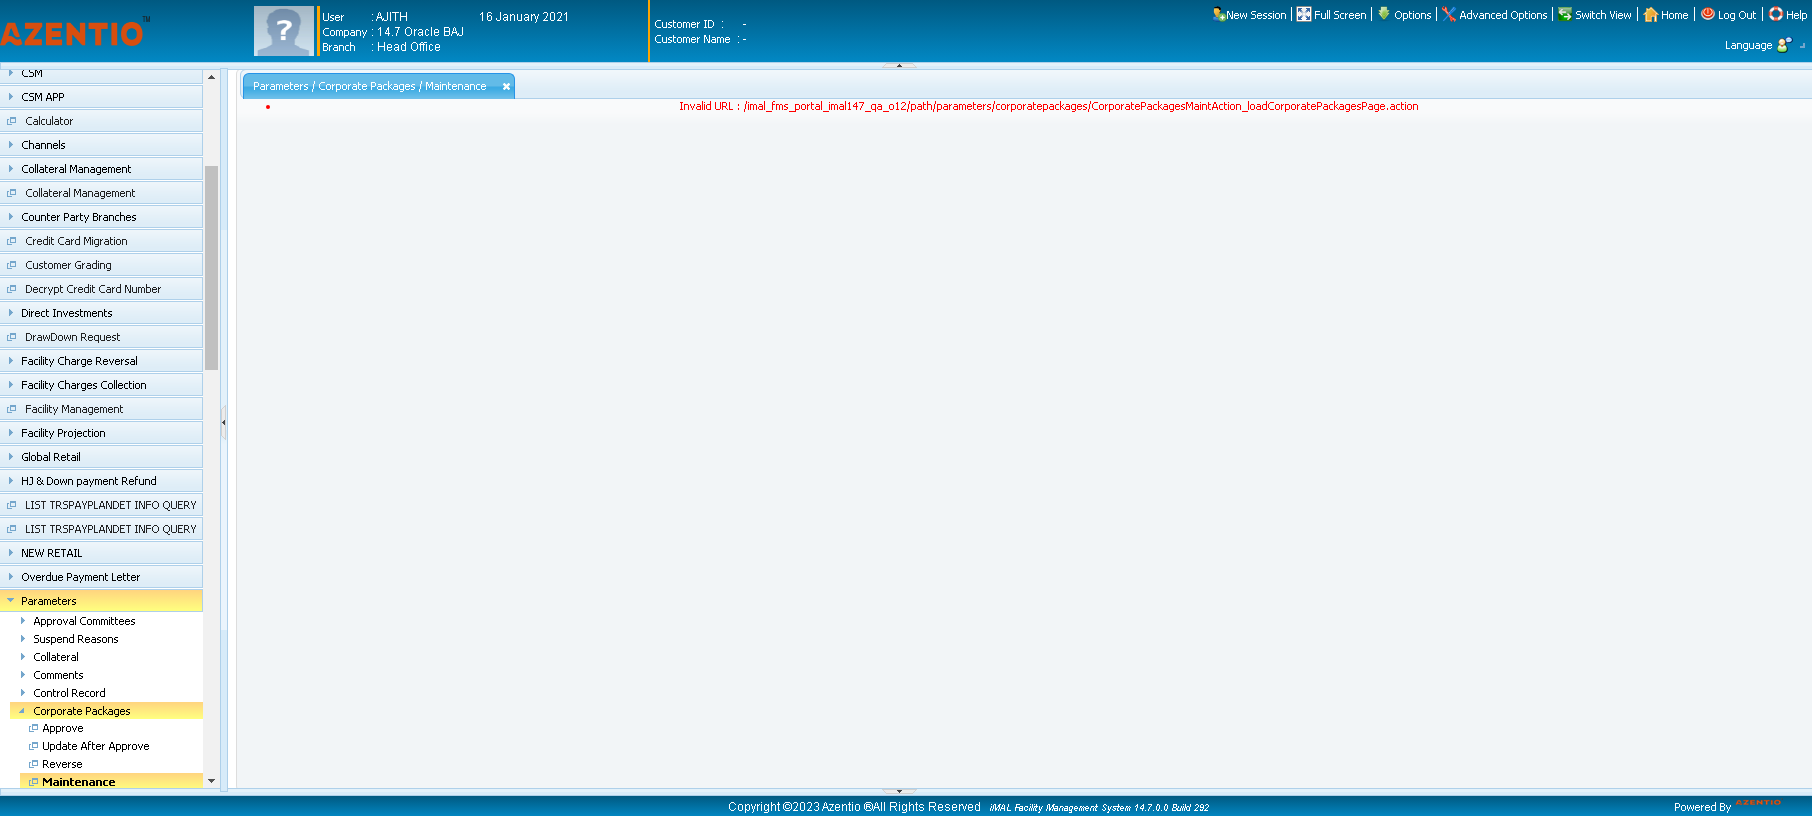 AZENTIO™
User : AJITH 16 January 2021
Company : 14.7 Oracle BAJ
Branch : Head Office
Customer ID : -
Customer Name : -
New Session | Full Screen | Options | Advanced Options | Switch View | Home | Log Out | Help
Language
CSM
CSM APP
Calculator
Channels
Collateral Management
Collateral Management
Counter Party Branches
Credit Card Migration
Customer Grading
Decrypt Credit Card Number
Direct Investments
DrawDown Request
Facility Charge Reversal
Facility Charges Collection
Facility Management
Facility Projection
Global Retail
HJ & Down payment Refund
LIST TRSPAYPLANDET INFO QUERY
LIST TRSPAYPLANDET INFO QUERY
NEW RETAIL
Overdue Payment Letter
Parameters
Approval Committees
Suspend Reasons
Collateral
Comments
Control Record
Corporate Packages
Approve
Update After Approve
Reverse
Maintenance
Parameters / Corporate Packages / Maintenance
Invalid URL : /imal_fms_portal_imal147_qa_o12/path/parameters/corporatepackages/CorporatePackagesMaintAction_loadCorporatePackagesPage.action
Copyright ©2023 Azentio ®All Rights Reserved iMAL Facility Management System 14.7.0.0 Build 292
Powered By AZENTIO